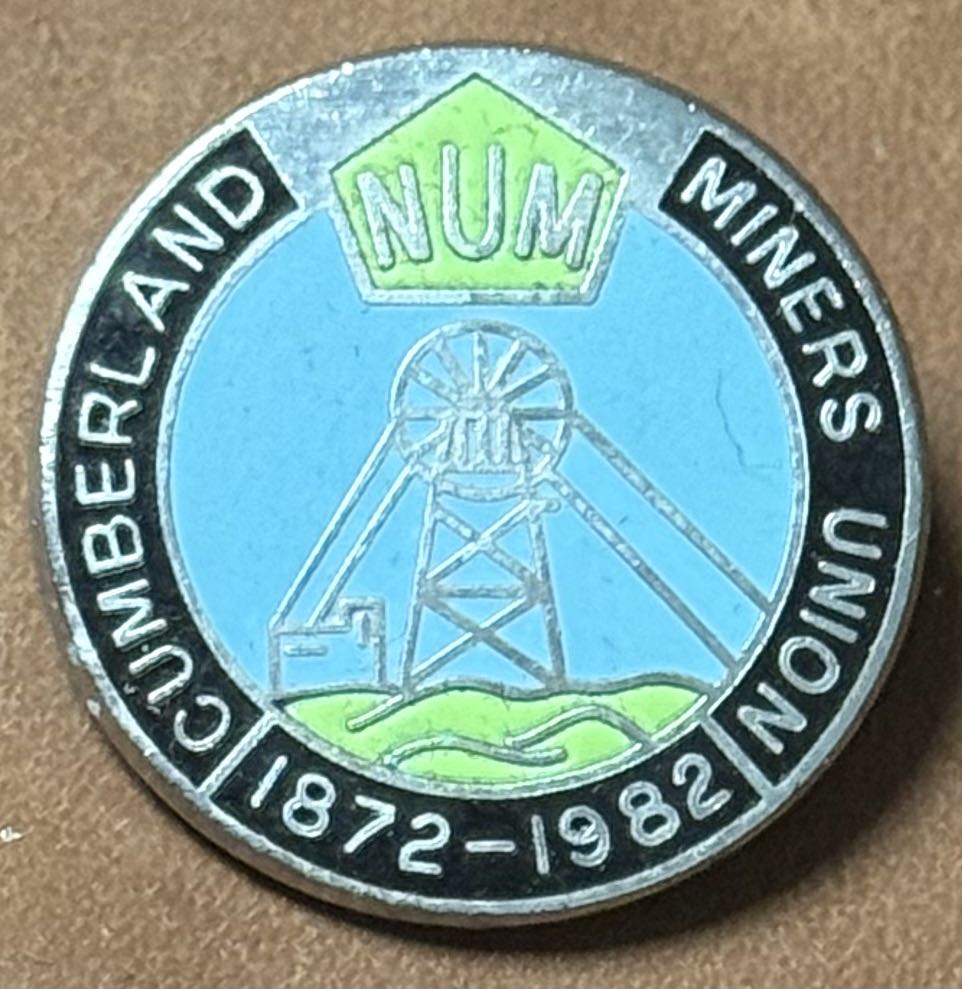 NUM
CUMBERLAND
MINERS UNION
1872-1982